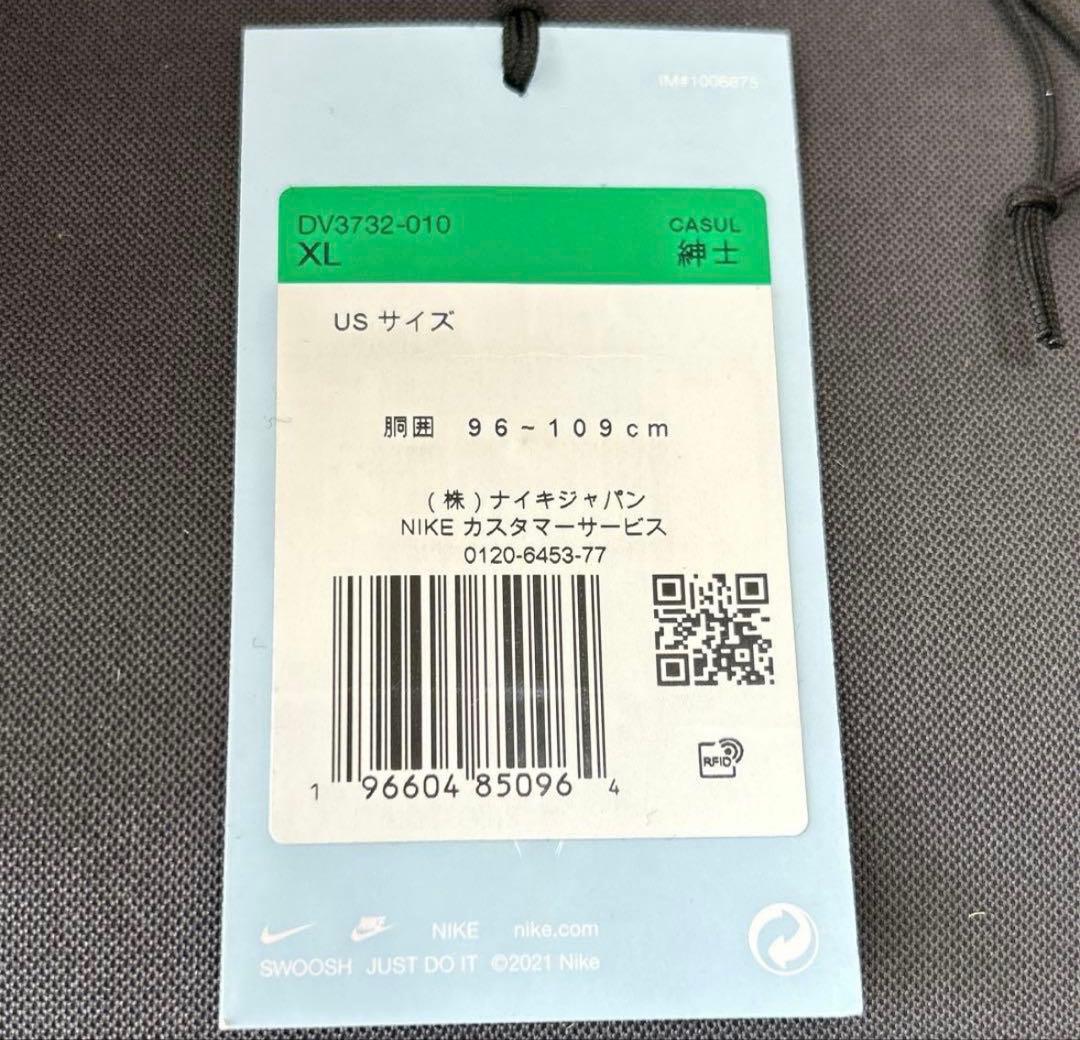 IM#1006875
DV3732-010 CASUL
XL 紳士
US サイズ
胴囲 96~109cm
(株)ナイキジャパン
NIKE カスタマーサービス
0120-6453-77
RFID
1 96604 85096 4
NIKE nike.com
SWOOSH JUST DO IT ©2021 Nike